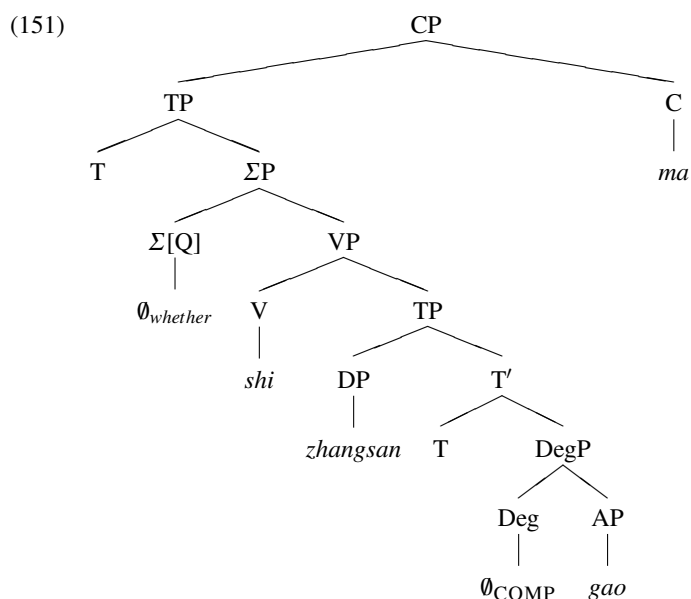 (151) CP
TP C
T ΣP ma
Σ[Q] VP
∅whether V TP
shi DP T′
zhangsan T DegP
Deg AP
∅COMP gao